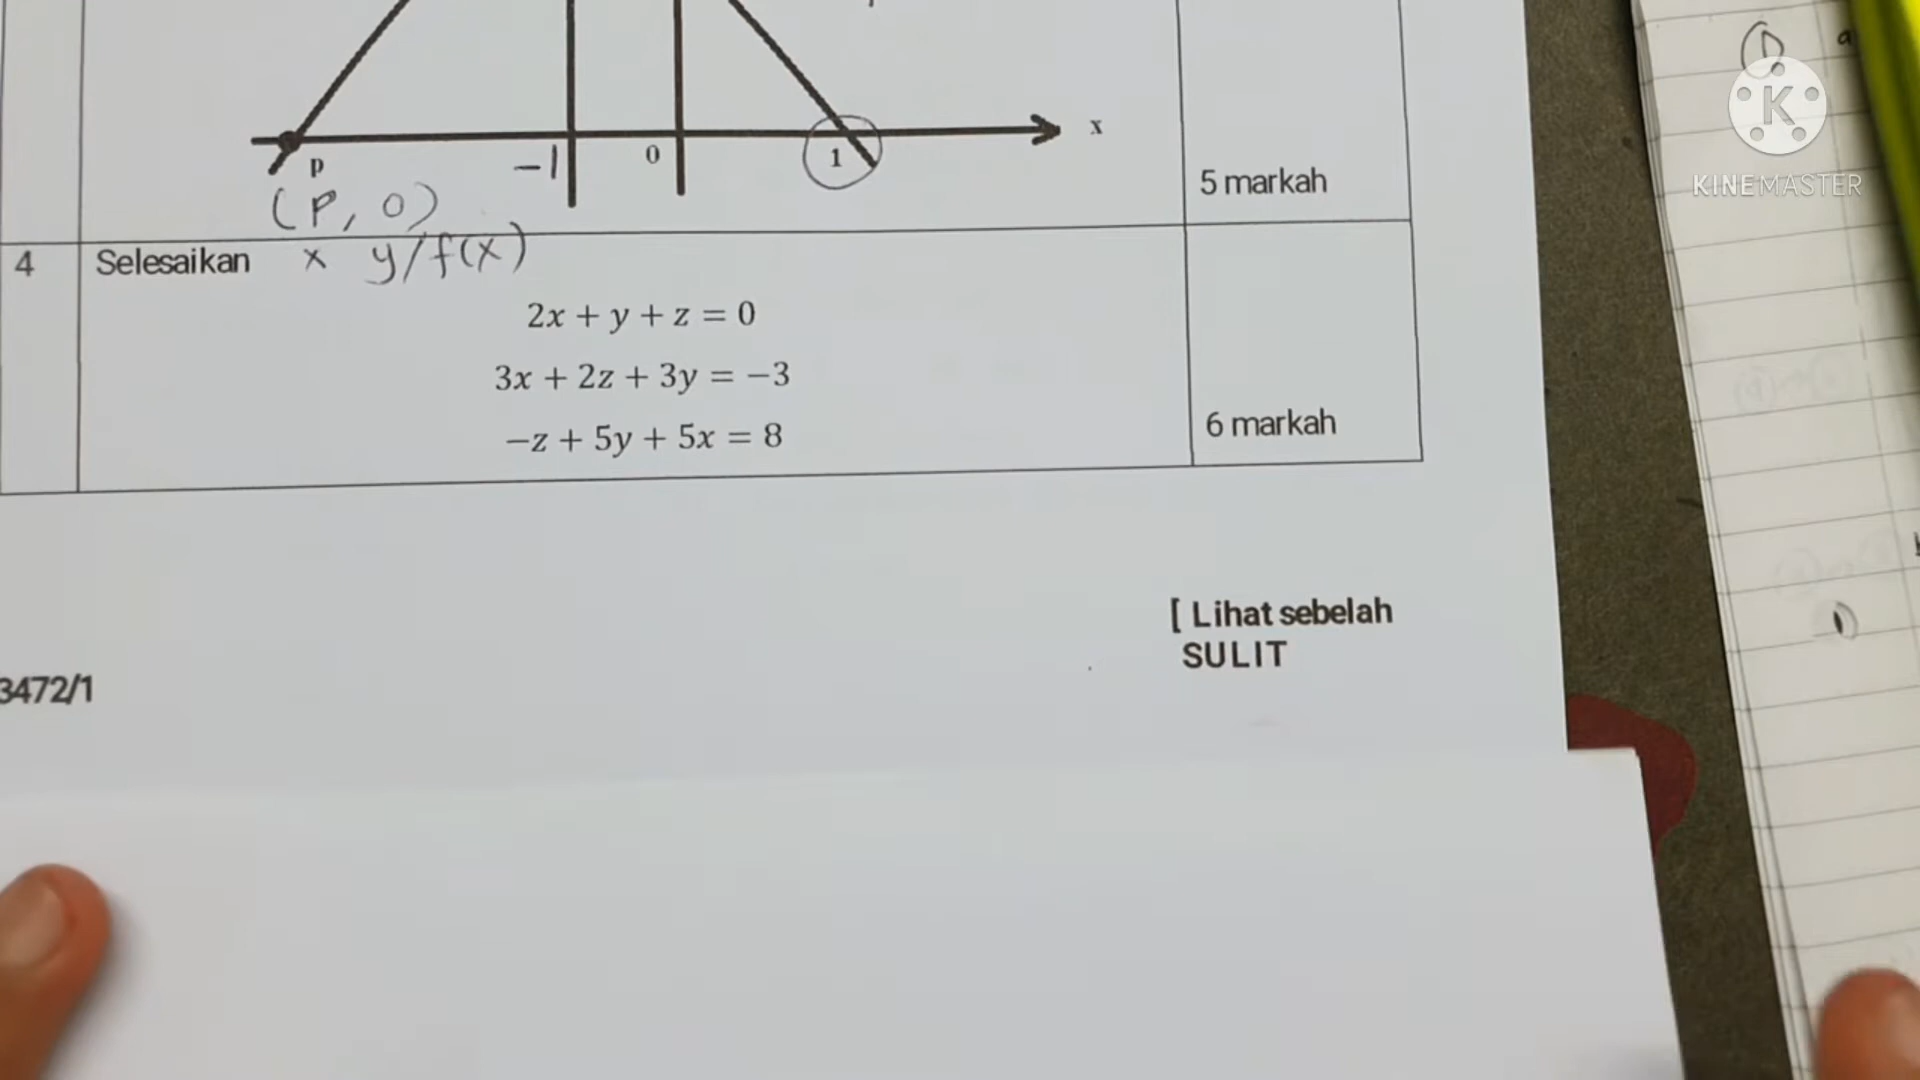 x
p
-1
0
1
5 markah
(P, 0)
x y/f(x)
4 Selesaikan
2x + y + z = 0
3x + 2z + 3y = −3
−z + 5y + 5x = 8
6 markah
[ Lihat sebelah
SULIT
3472/1
K
KINEMASTER